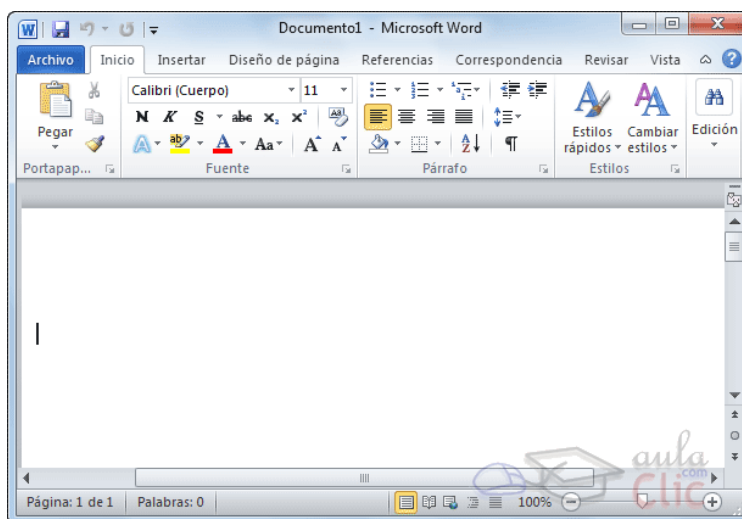 Documento1 - Microsoft Word
Archivo Inicio Insertar Diseño de página Referencias Correspondencia Revisar Vista
Calibri (Cuerpo) 11
N K S abe x₂ x²
A ab A Aa A A
Pegar
Estilos rápidos
Cambiar estilos
Edición
Portapap... Fuente Párrafo Estilos
Página: 1 de 1 Palabras: 0 100%
aula
Clic
.com